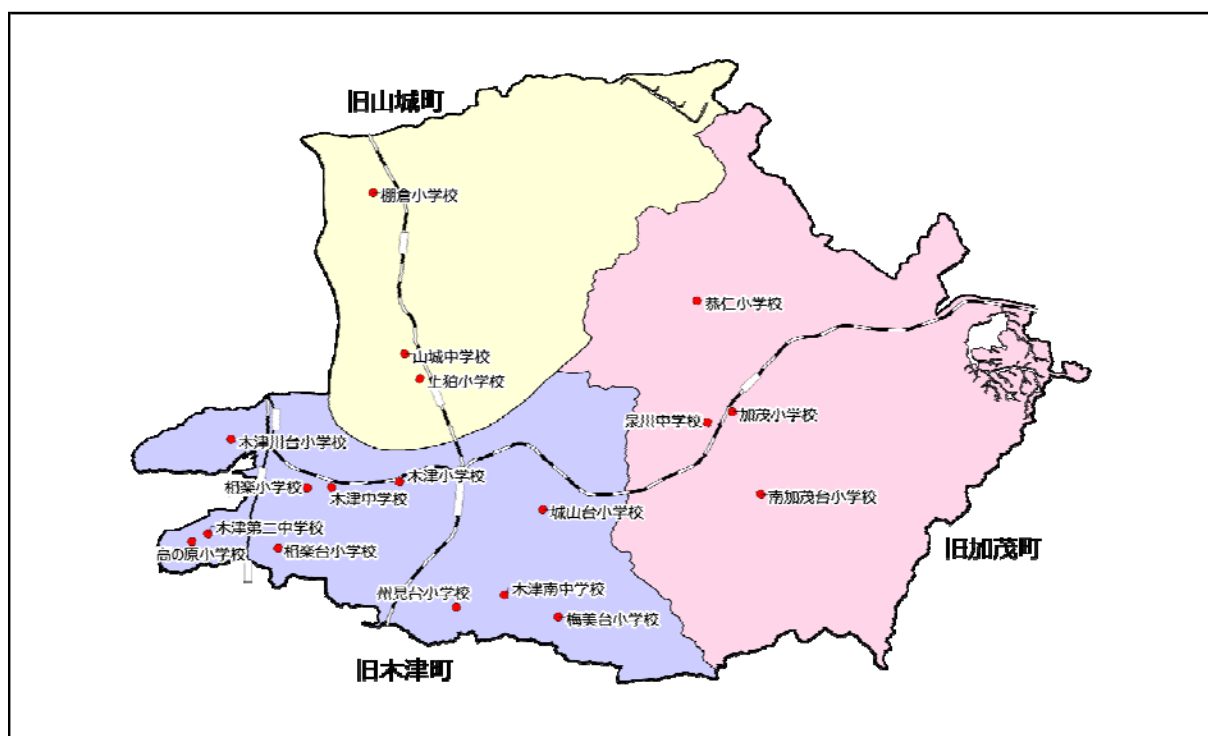 旧山城町
棚倉小学校
恭仁小学校
山城中学校
上狛小学校
加茂小学校
泉川中学校
木津川台小学校
木津小学校
相楽小学校
木津中学校
南加茂台小学校
城山台小学校
木津第二中学校
高の原小学校
相楽台小学校
旧加茂町
州見台小学校
木津南中学校
梅美台小学校
旧木津町